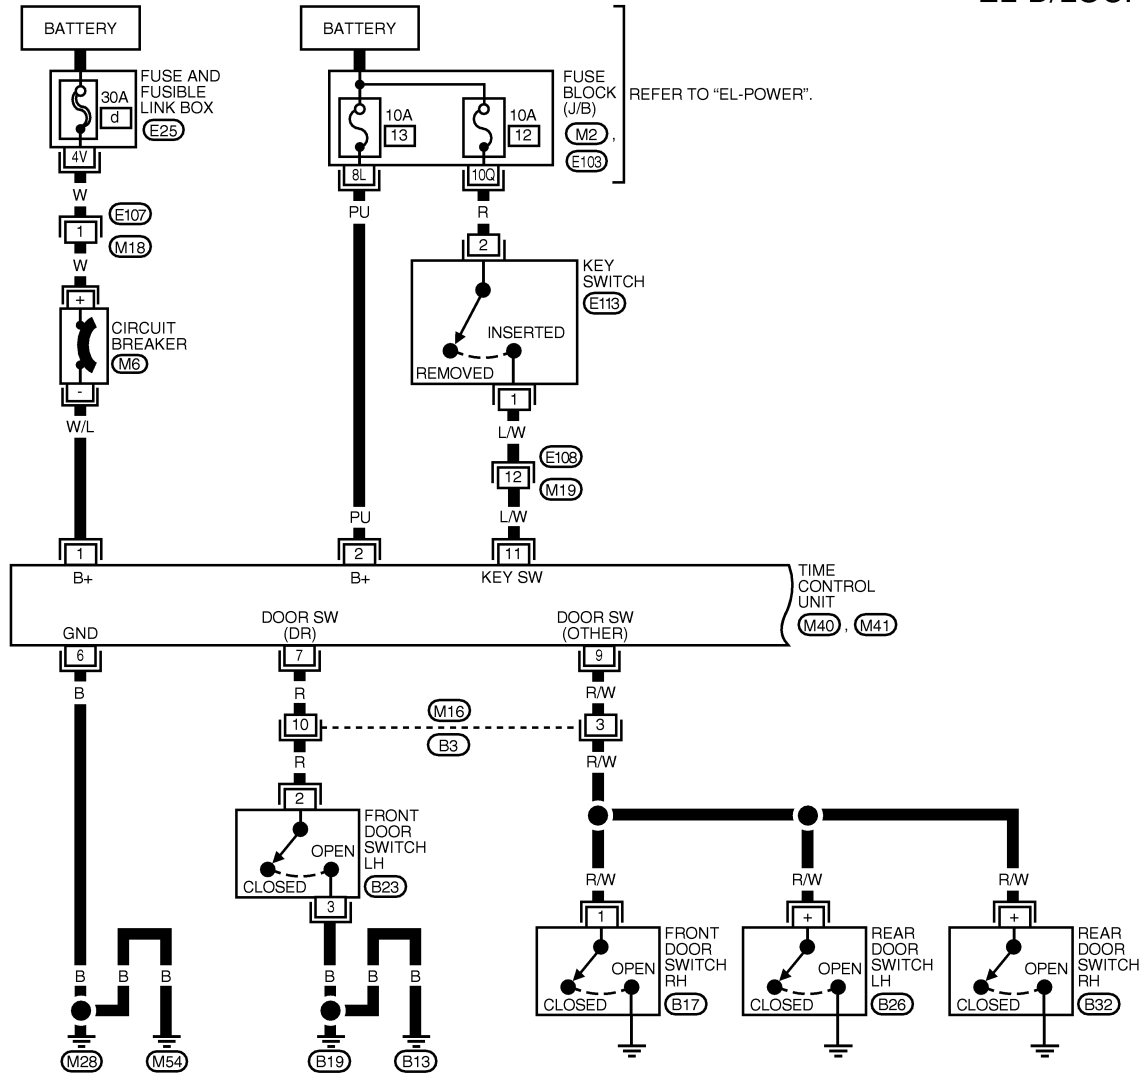 BATTERY
BATTERY
FUSE AND
FUSIBLE
LINK BOX
E25
30A
d
4V
W
1
E107
M18
W
+
CIRCUIT
BREAKER
M6
-
W/L
1
B+
10A
13
10A
12
FUSE
BLOCK
(J/B)
M2 ,
E103
REFER TO “EL-POWER”.
8L
PU
PU
2
B+
10Q
R
2
KEY
SWITCH
E113
INSERTED
REMOVED
1
L/W
12
E108
M19
L/W
11
KEY SW
TIME
CONTROL
UNIT
M40 , M41
GND
6
B
DOOR SW
(DR)
7
R
10
M16
B3
R
2
FRONT
DOOR
SWITCH
LH
B23
OPEN
CLOSED
3
DOOR SW
(OTHER)
9
R/W
3
R/W
R/W
R/W
R/W
1
+
+
FRONT
DOOR
SWITCH
RH
B17
OPEN
CLOSED
REAR
DOOR
SWITCH
LH
B26
OPEN
CLOSED
REAR
DOOR
SWITCH
RH
B32
OPEN
CLOSED
B
B
B
B
B
B
M28
M54
B19
B13